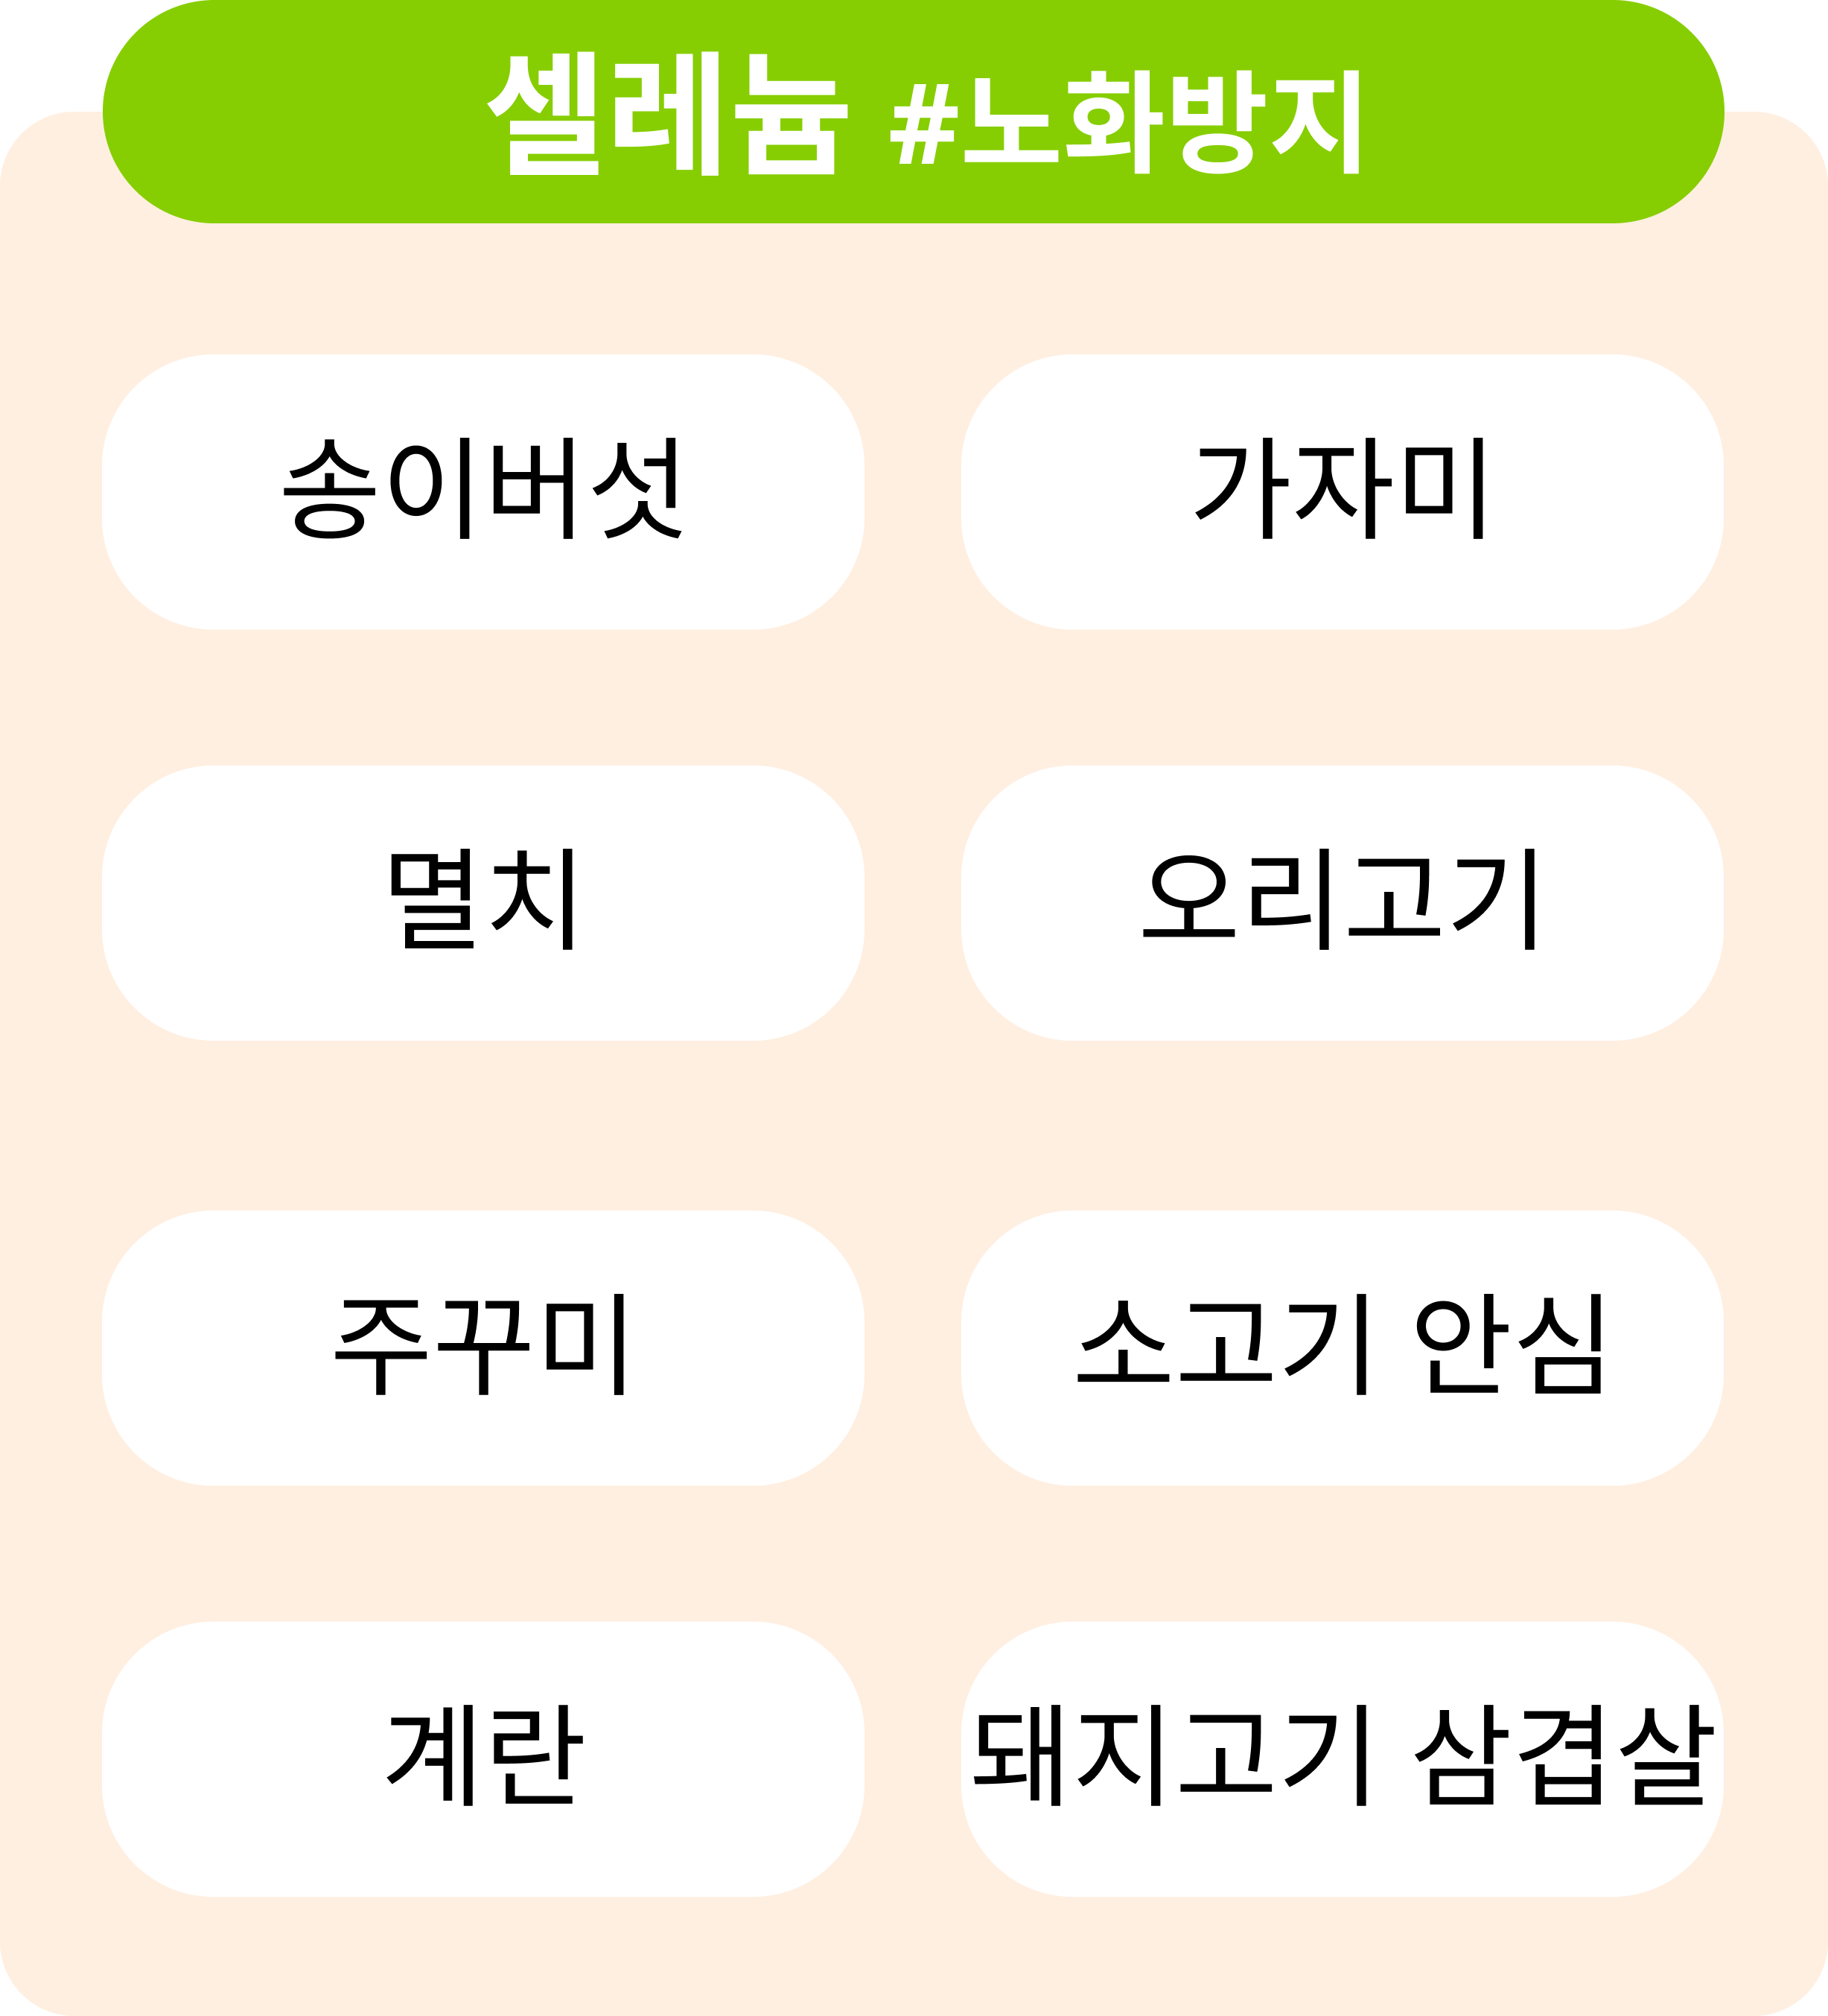 셀레늄 #노화방지
송이버섯 가자미
멸치 오리고기
주꾸미 소고기 안심
계란 돼지고기 삼겹살